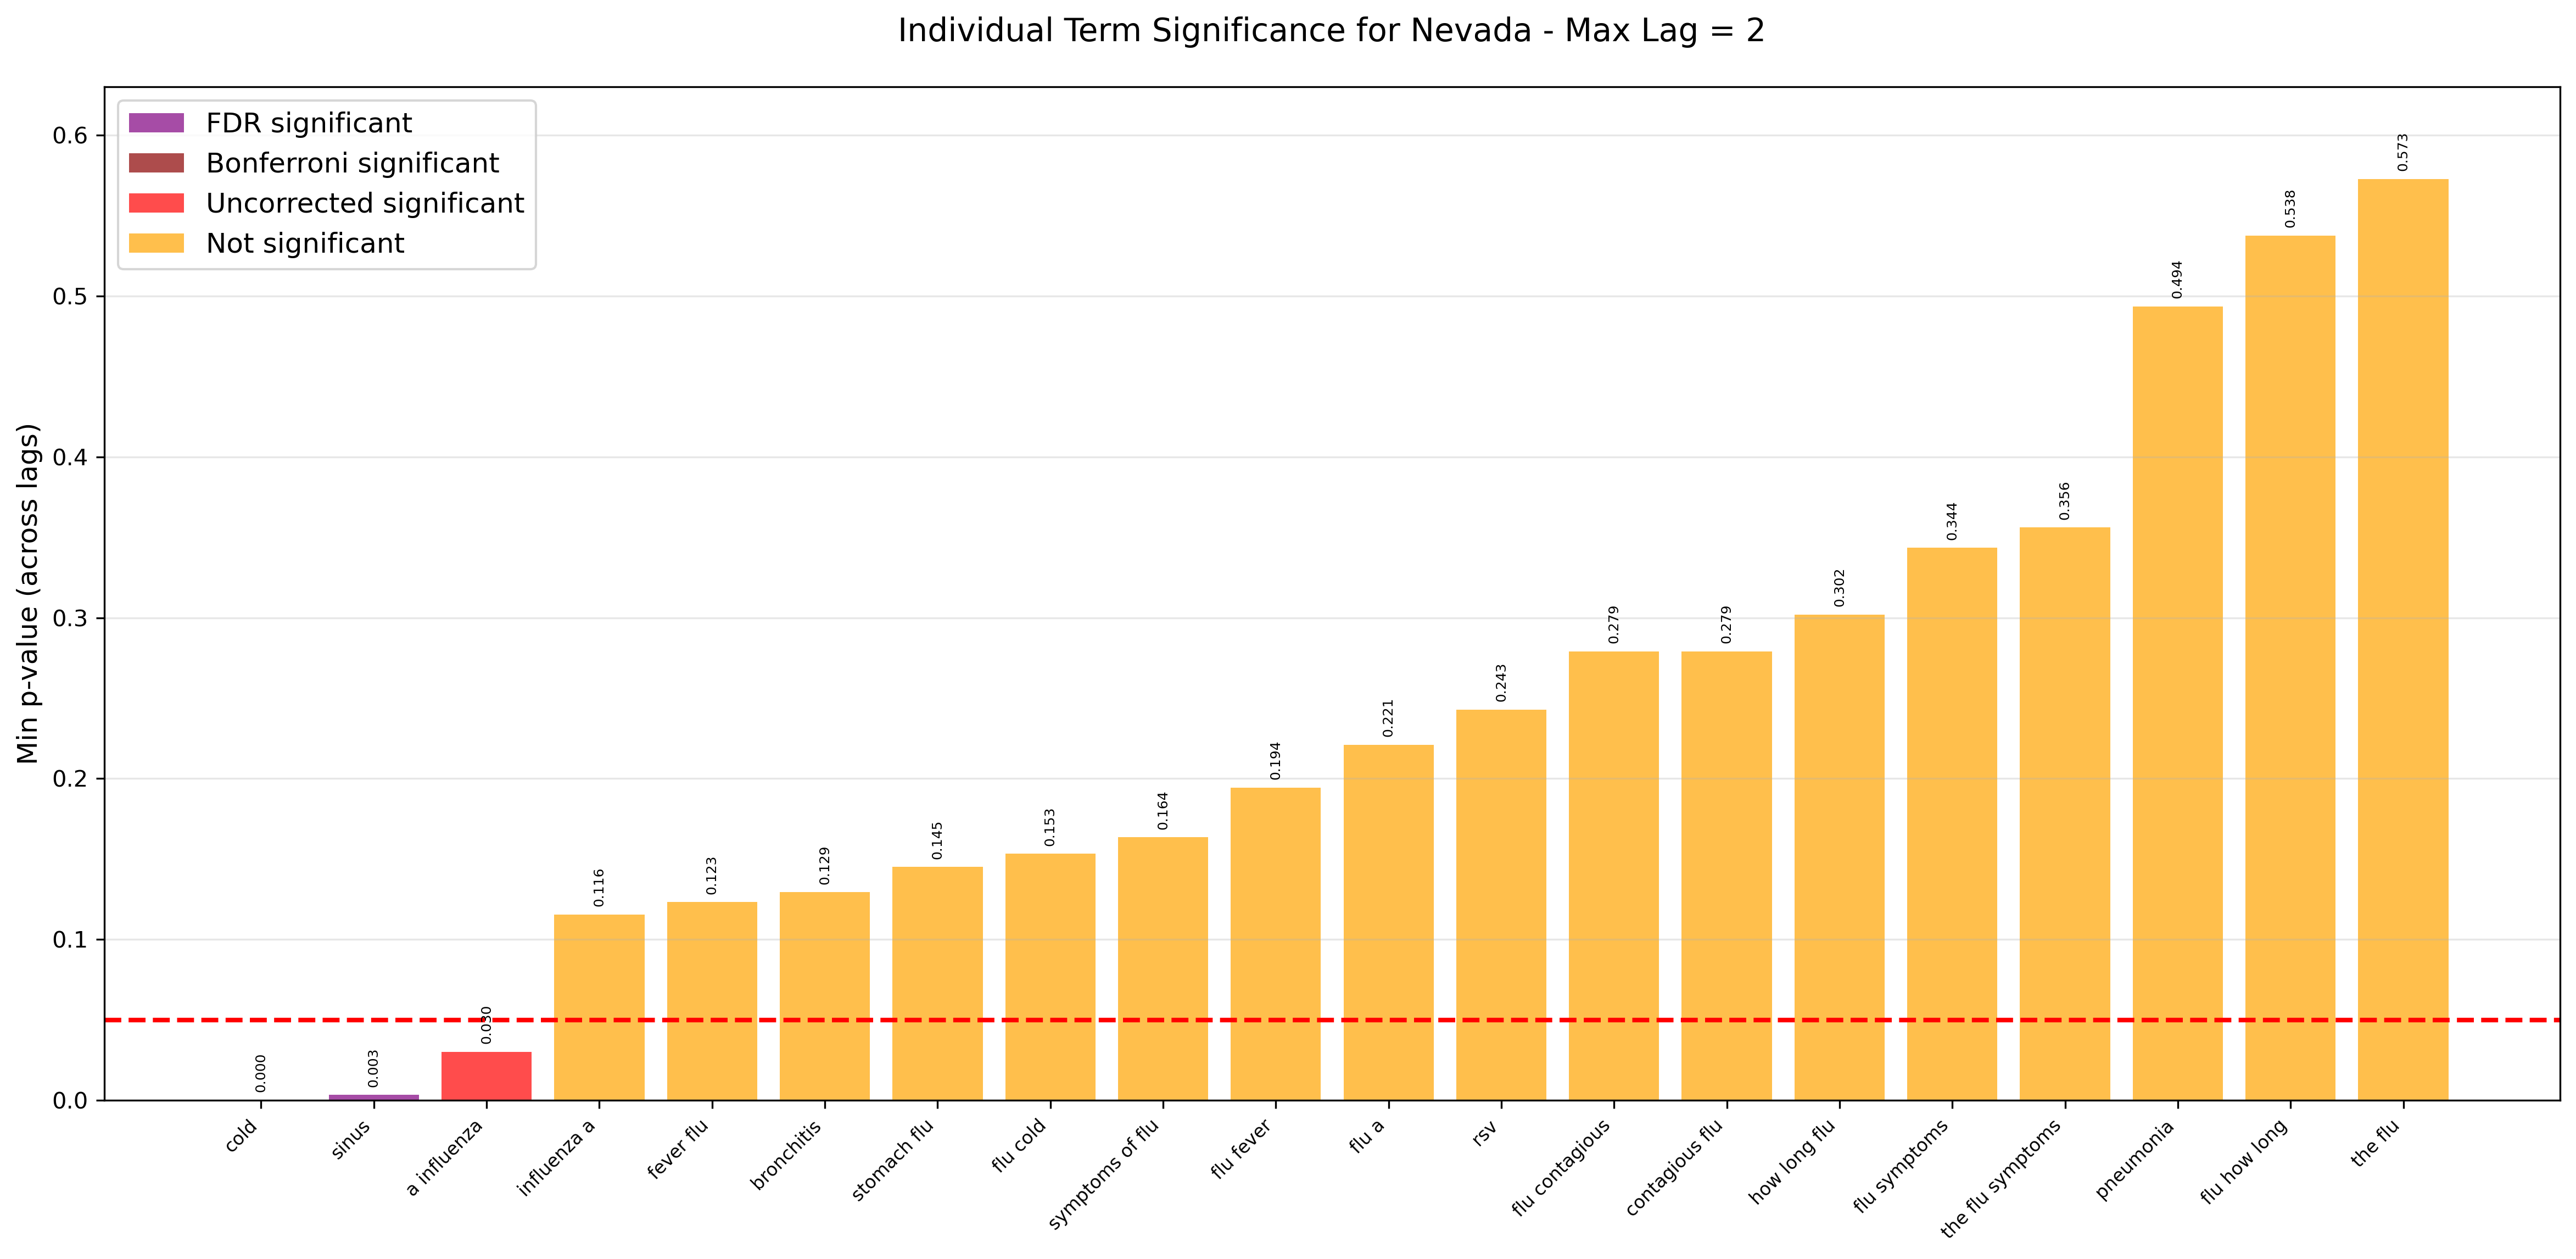 Individual Term Significance for Nevada - Max Lag = 2
FDR significant
Bonferroni significant
Uncorrected significant
Not significant
Min p-value (across lags)
0.6
0.5
0.4
0.3
0.2
0.1
0.0
0.000
0.003
0.030
0.116
0.123
0.129
0.145
0.153
0.164
0.194
0.221
0.243
0.279
0.279
0.302
0.344
0.356
0.494
0.538
0.573
cold
sinus
a influenza
influenza a
fever flu
bronchitis
stomach flu
flu cold
symptoms of flu
flu fever
flu a
rsv
flu contagious
contagious flu
how long flu
flu symptoms
the flu symptoms
pneumonia
flu how long
the flu